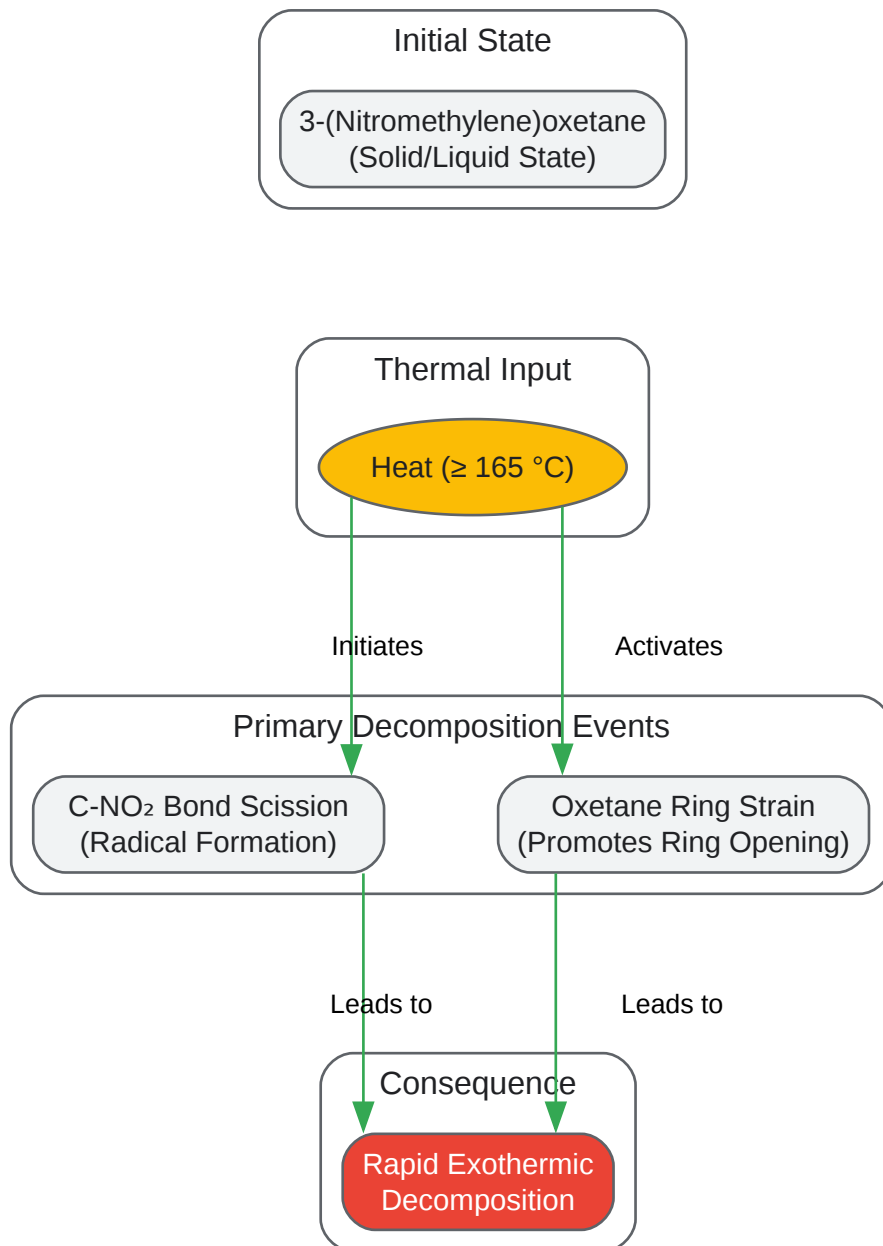 Initial State
3-(Nitromethylene)oxetane
(Solid/Liquid State)
Thermal Input
Heat (≥ 165 °C)
Initiates
Activates
Primary Decomposition Events
C-NO₂ Bond Scission
(Radical Formation)
Oxetane Ring Strain
(Promotes Ring Opening)
Leads to
Leads to
Consequence
Rapid Exothermic
Decomposition